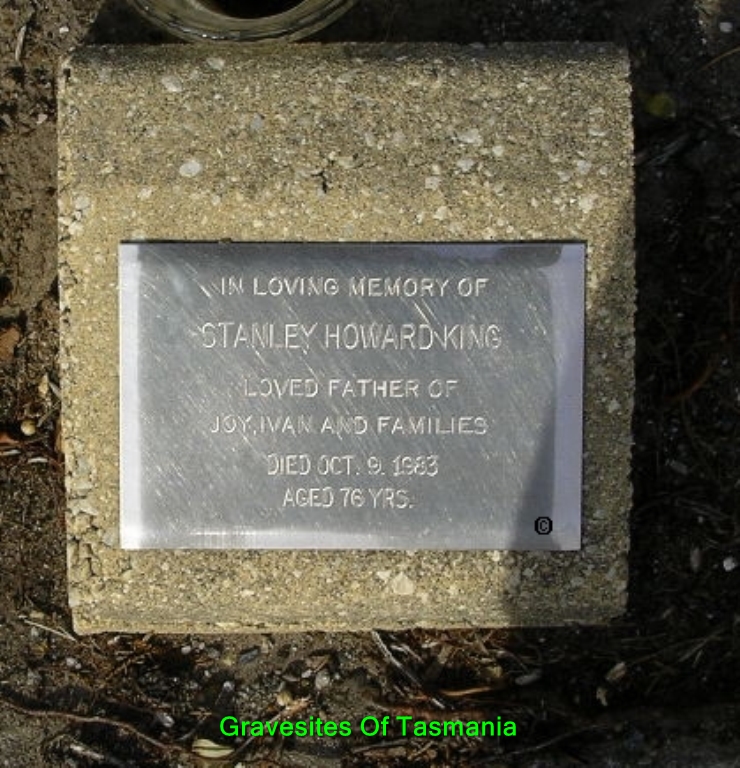 IN LOVING MEMORY OF
STANLEY HOWARD KING
LOVED FATHER OF
JOY, IVAN AND FAMILIES
DIED OCT. 9. 1983
AGED 76 YRS.
©
Gravesites Of Tasmania